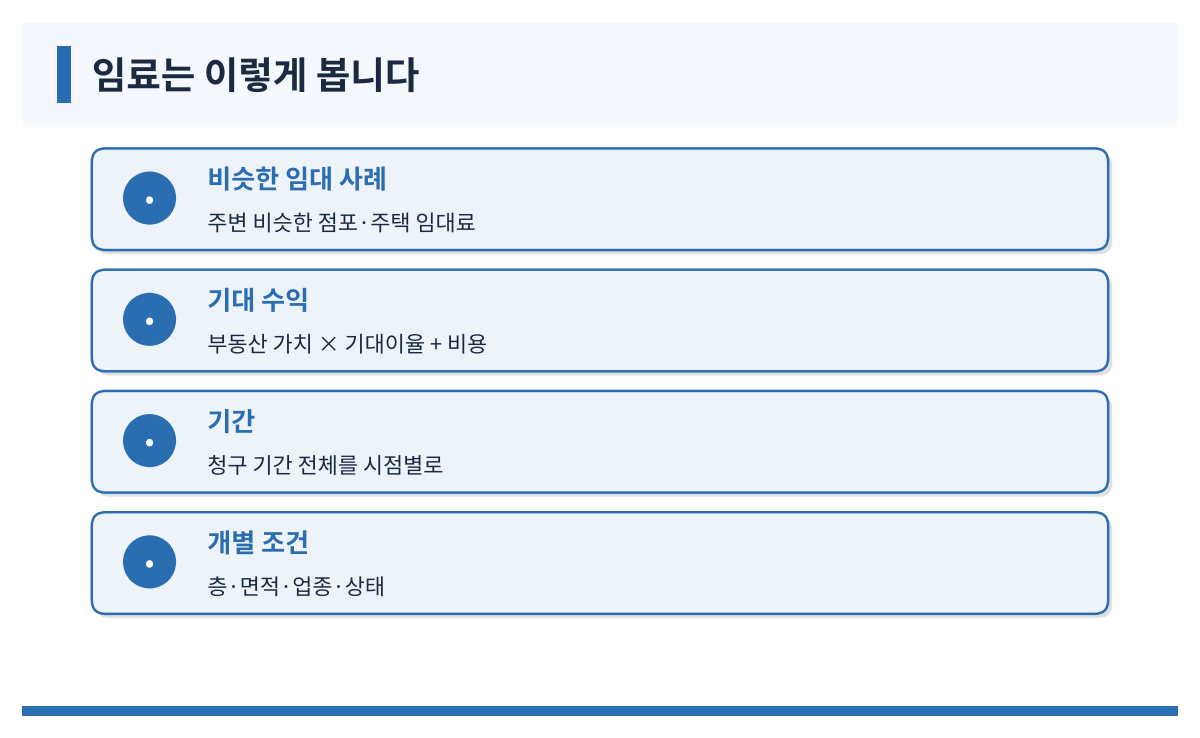 임료는 이렇게 봅니다
비슷한 임대 사례
주변 비슷한 점포·주택 임대료
기대 수익
부동산 가치 × 기대이율 + 비용
기간
청구 기간 전체를 시점별로
개별 조건
층·면적·업종·상태